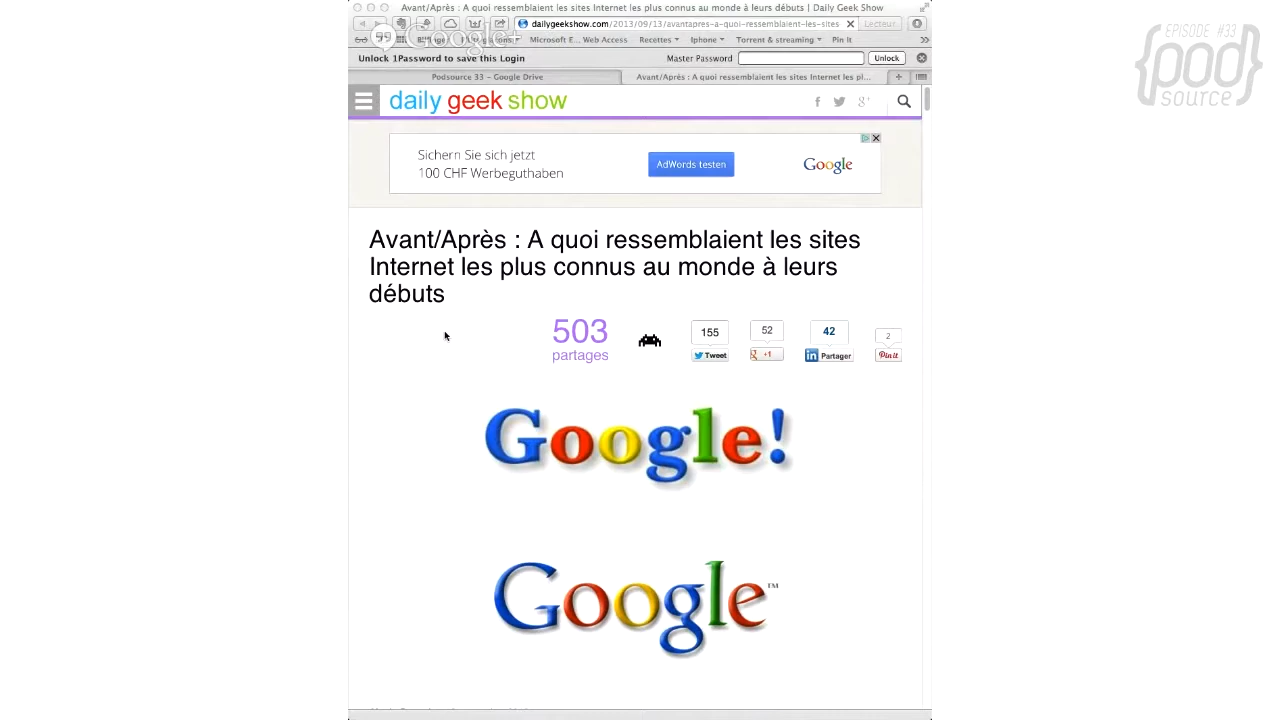 Avant/Après : A quoi ressemblaient les sites Internet les plus connus au monde à leurs débuts | Daily Geek Show
dailygeekshow.com/2013/09/13/avantapres-a-quoi-ressemblaient-les-sites
Lecteur
Google+
Microsoft E... Web Access
Recettes
Iphone
Torrent & streaming
Pin It
Unlock 1Password to save this Login
Master Password
Unlock
Podsource 33 – Google Drive
Avant/Après : A quoi ressemblaient les sites Internet les pl...
EPISODE #33
{pod
source}
daily geek show
f
g+
Sichern Sie sich jetzt
100 CHF Werbeguthaben
AdWords testen
Google
Avant/Après : A quoi ressemblaient les sites
Internet les plus connus au monde à leurs
débuts
503
partages
155
Tweet
52
+1
42
in Partager
2
Pin it
Google!
Google™